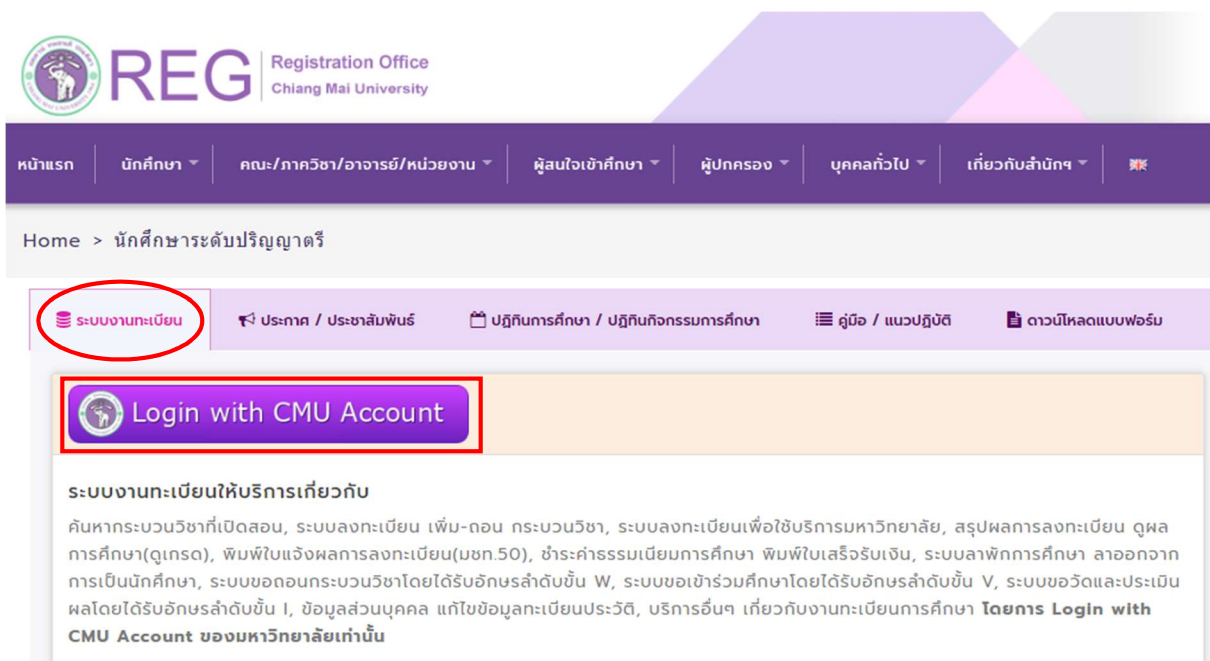 REG
Registration Office
Chiang Mai University
หน้าแรก นักศึกษา คณะ/ภาควิชา/อาจารย์/หน่วยงาน ผู้สนใจเข้าศึกษา ผู้ปกครอง บุคคลทั่วไป เกี่ยวกับสำนักฯ
Home > นักศึกษาระดับปริญญาตรี
ระบบงานทะเบียน ประกาศ / ประชาสัมพันธ์ ปฏิทินการศึกษา / ปฏิทินกิจกรรมการศึกษา คู่มือ / แนวปฏิบัติ ดาวน์โหลดแบบฟอร์ม
Login with CMU Account
ระบบงานทะเบียนให้บริการเกี่ยวกับ
ค้นหากระบวนวิชาที่เปิดสอน, ระบบลงทะเบียน เพิ่ม-ถอน กระบวนวิชา, ระบบลงทะเบียนเพื่อใช้บริการมหาวิทยาลัย, สรุปผลการลงทะเบียน ดูผล
การศึกษา(ดูเกรด), พิมพ์ใบแจ้งผลการลงทะเบียน(มชท.50), ชำระค่าธรรมเนียมการศึกษา พิมพ์ใบเสร็จรับเงิน, ระบบลาพักการศึกษา ลาออกจาก
การเป็นนักศึกษา, ระบบขอถอนกระบวนวิชาโดยได้รับอักษรลำดับขั้น W, ระบบขอเข้าร่วมศึกษาโดยได้รับอักษรลำดับขั้น V, ระบบขอวัดและประเมิน
ผลโดยได้รับอักษรลำดับขั้น I, ข้อมูลส่วนบุคคล แก้ไขข้อมูลทะเบียนประวัติ, บริการอื่นๆ เกี่ยวกับงานทะเบียนการศึกษา โดยการ Login with
CMU Account ของมหาวิทยาลัยเท่านั้น